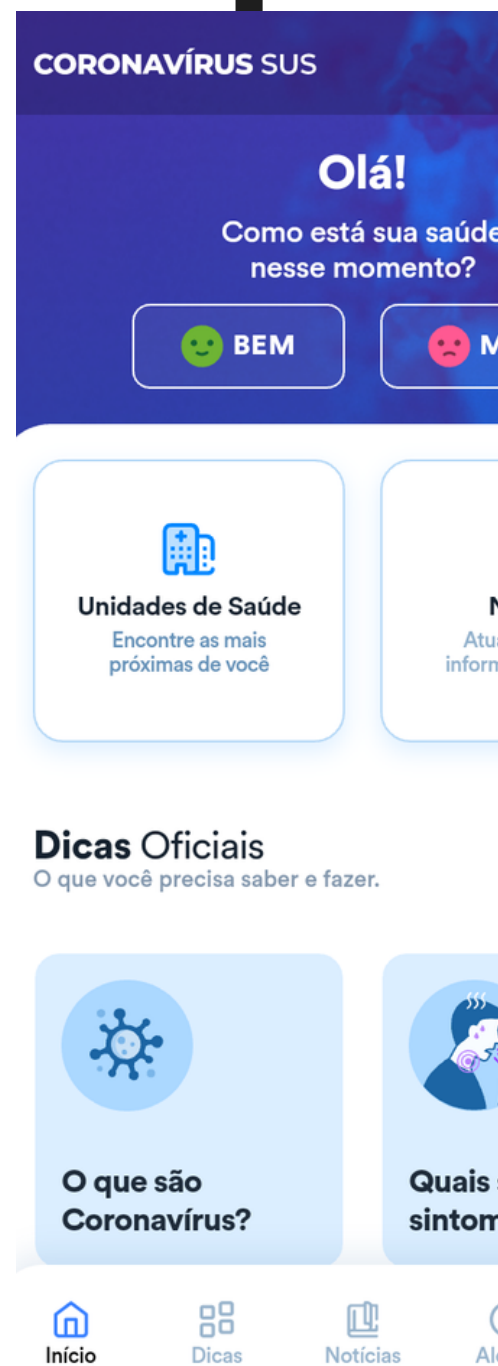 CORONAVÍRUS SUS
Olá!
Como está sua saúde
nesse momento?
BEM
Unidades de Saúde
Encontre as mais
próximas de você
Dicas Oficiais
O que você precisa saber e fazer.
O que são
Coronavírus?
Quais
Início
Dicas
Notícias